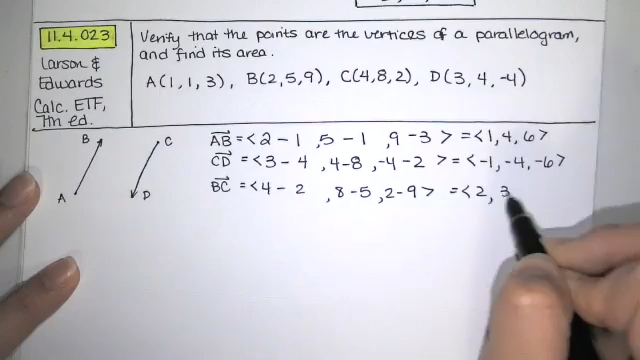 11.4.023
Larson &
Edwards
Calc. ETF,
7th ed.
Verify that the points are the vertices of a parallelogram,
and find its area.
A(1, 1, 3), B(2, 5, 9), C(4, 8, 2), D(3, 4, -4)
B
A
C
D
AB = <2 - 1, 5 - 1, 9 - 3> = <1, 4, 6>
CD = <3 - 4, 4 - 8, -4 - 2> = <-1, -4, -6>
BC = <4 - 2, 8 - 5, 2 - 9> = <2, 3